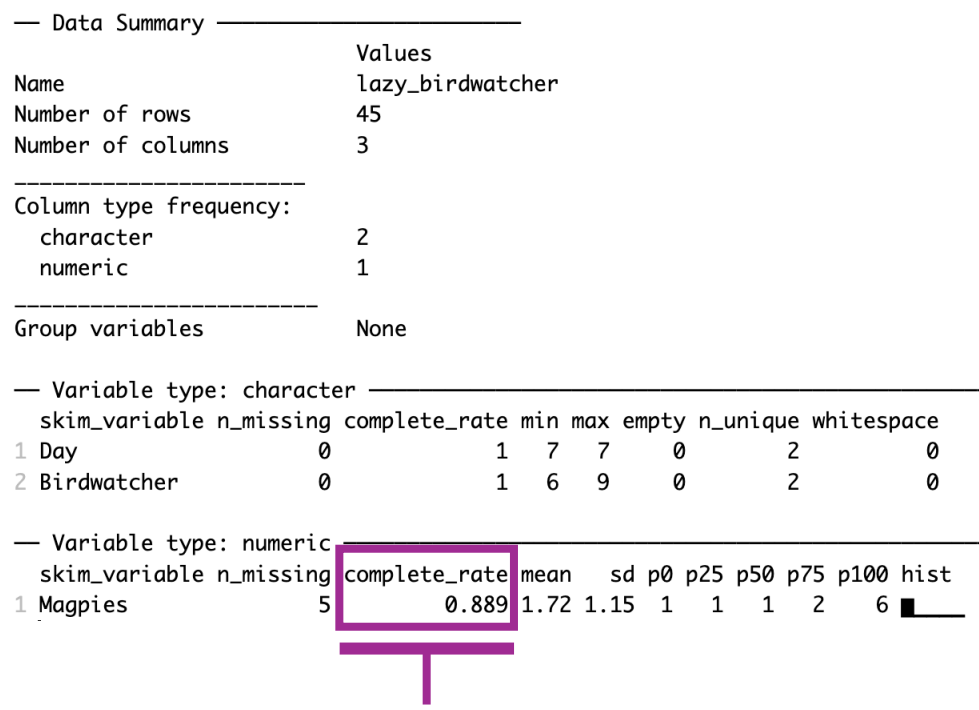 ── Data Summary ────────────────────────
Values
Name lazy_birdwatcher
Number of rows 45
Number of columns 3
_______________________
Column type frequency:
character 2
numeric 1
________________________
Group variables None
── Variable type: character ────────────────────────
skim_variable n_missing complete_rate min max empty n_unique whitespace
1 Day 0 1 7 7 0 2 0
2 Birdwatcher 0 1 6 9 0 2 0
── Variable type: numeric ────────────────────────
skim_variable n_missing complete_rate mean sd p0 p25 p50 p75 p100 hist
1 Magpies 5 0.889 1.72 1.15 1 1 1 2 6